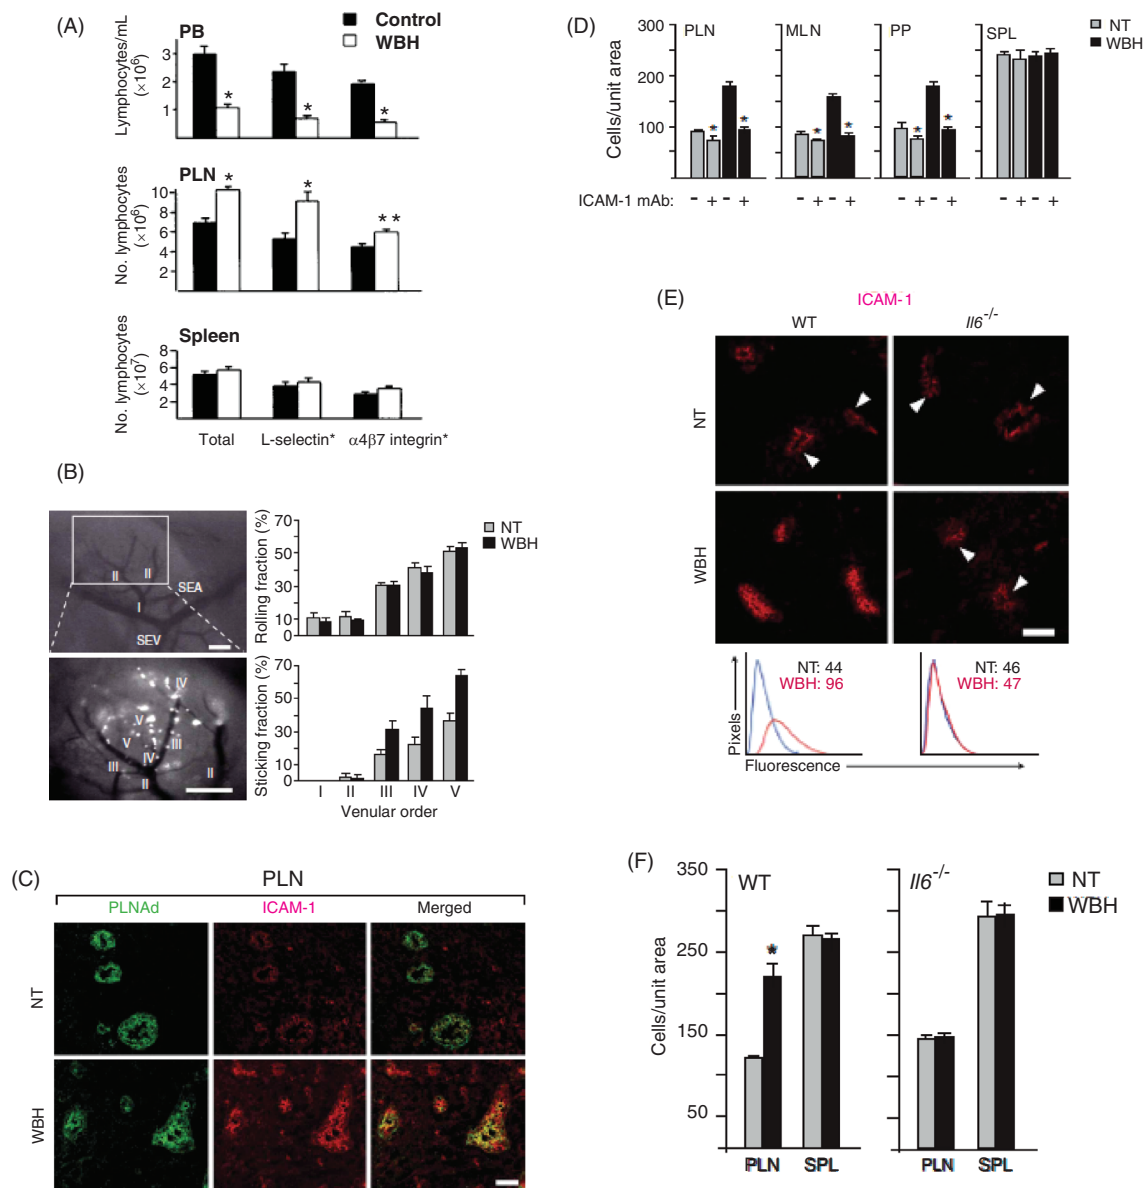 (A)
Control
WBH
PB
Lymphocytes/mL
(×10⁶)
3
2
1
*
*
*
PLN
No. lymphocytes
(×10⁶)
10
8
6
4
2
*
*
* *
Spleen
No. lymphocytes
(×10⁷)
8
6
4
2
Total L-selectin* α4β7 integrin*
(B)
II II
SEA
I
SEV
IV
V
V III
IV
III
II
II
Rolling fraction (%)
70
50
30
10
0
NT
WBH
Sticking fraction (%)
70
50
30
10
0
I II III IV V
Venular order
(C)
PLN
PLNAd ICAM-1 Merged
NT
WBH
(D)
Cells/unit area
300
200
150
100
50
PLN MLN PP SPL
NT
WBH
* * * * * *
ICAM-1 mAb: - + - + - + - + - + - + - + - +
(E)
ICAM-1
WT Il6⁻/⁻
NT
WBH
Pixels
NT: 44
WBH: 96
NT: 46
WBH: 47
Fluorescence
(F)
Cells/unit area
350
250
150
50
WT Il6⁻/⁻
NT
WBH
*
PLN SPL PLN SPL